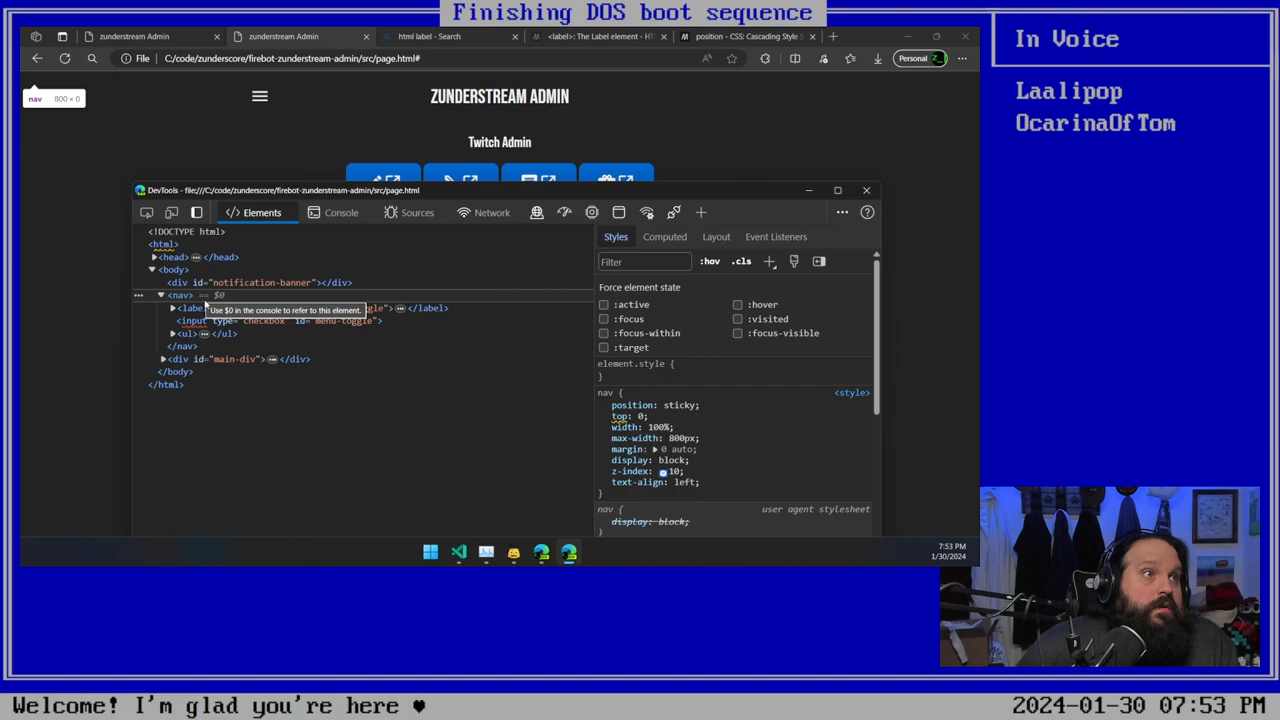 Finishing DOS boot sequence
zunderstream Admin
zunderstream Admin
html label - Search
<label>: The Label element - HT
position - CSS: Cascading Style S
File
C:/code/zunderscore/firebot-zunderstream-admin/src/page.html#
Personal
nav 800 × 0
ZUNDERSTREAM ADMIN
Twitch Admin
DevTools - file:///C:/code/zunderscore/firebot-zunderstream-admin/src/page.html
Elements
Console
Sources
Network
<!DOCTYPE html>
<html>
<head> ••• </head>
<body>
<div id="notification-banner"></div>
<nav> == $0
Use $0 in the console to refer to this element.
<label
gle"> ••• </label>
<input type="checkbox" id="menu-toggle">
<ul> ••• </ul>
</nav>
<div id="main-div"> ••• </div>
</body>
</html>
Styles
Computed
Layout
Event Listeners
Filter
:hov
.cls
Force element state
:active
:hover
:focus
:visited
:focus-within
:focus-visible
:target
element.style {
}
nav {
<style>
position: sticky;
top: 0;
width: 100%;
max-width: 800px;
margin: 0 auto;
display: block;
z-index: 10;
text-align: left;
}
nav {
user agent stylesheet
display: block;
}
7:53 PM
1/30/2024
In Voice
Laalipop
OcarinaOfTom
Welcome! I'm glad you're here ♥
2024-01-30 07:53 PM